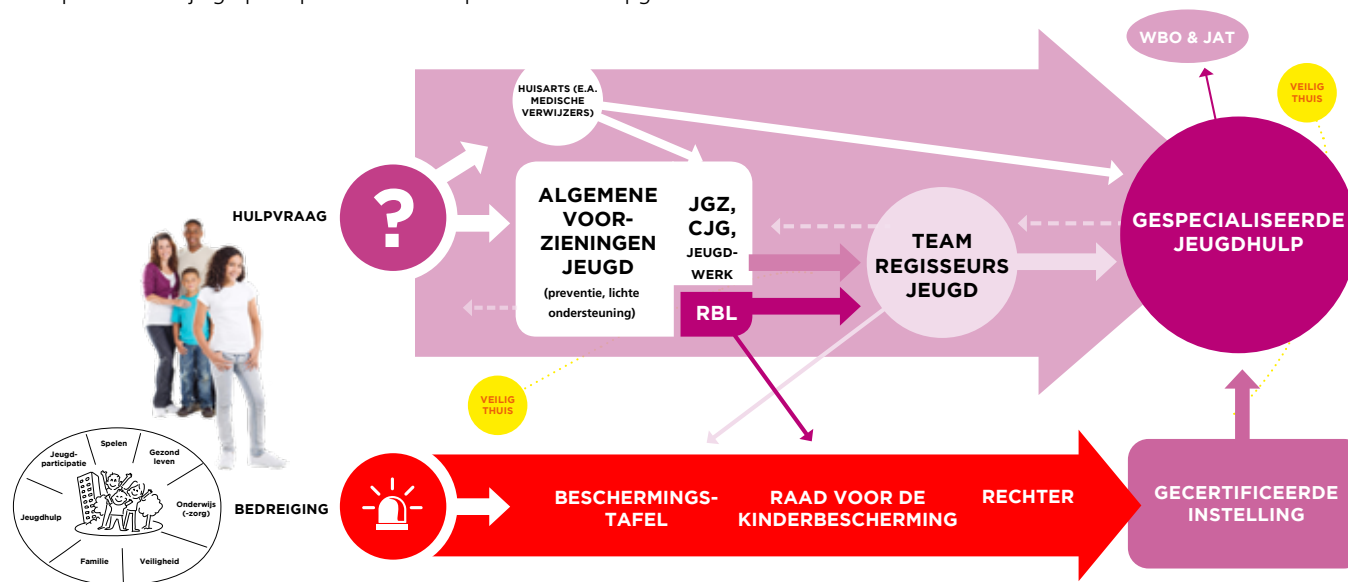 WBO & JAT
VEILIG
THUIS
HUISARTS (E.A.
MEDISCHE
VERWIJZERS)
HULPVRAAG
?
ALGEMENE
VOOR-
ZIENINGEN
JEUGD
(preventie, lichte
ondersteuning)
JGZ,
CJG,
JEUGD-
WERK
RBL
TEAM
REGISSEURS
JEUGD
GESPECIALISEERDE
JEUGDHULP
VEILIG
THUIS
BEDREIGING
BESCHERMINGS-
TAFEL
RAAD VOOR DE
KINDERBESCHERMING
RECHTER
GECERTIFICEERDE
INSTELLING
Spelen
Jeugd-
participatie
Gezond
leven
Jeugdhulp
Onderwijs
(-zorg)
Familie
Veiligheid